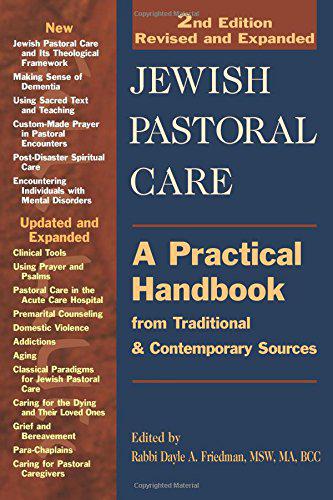 New
Jewish Pastoral Care
and Its Theological
Framework
Making Sense of
Dementia
Using Sacred Text
and Teaching
Custom-Made Prayer
in Pastoral
Encounters
Post-Disaster Spiritual
Care
Encountering
Individuals with
Mental Disorders
Updated and
Expanded
Clinical Tools
Using Prayer and
Psalms
Pastoral Care in the
Acute Care Hospital
Premarital Counseling
Domestic Violence
Addictions
Aging
Classical Paradigms
for Jewish Pastoral
Care
Caring for the Dying
and Their Loved Ones
Grief and
Bereavement
Para-Chaplains
Caring for Pastoral
Caregivers
2nd Edition
Revised and Expanded
JEWISH
PASTORAL
CARE
A Practical
Handbook
from Traditional
& Contemporary Sources
Edited by
Rabbi Dayle A. Friedman, MSW, MA, BCC
Copyrighted Material
Copyrighted Material